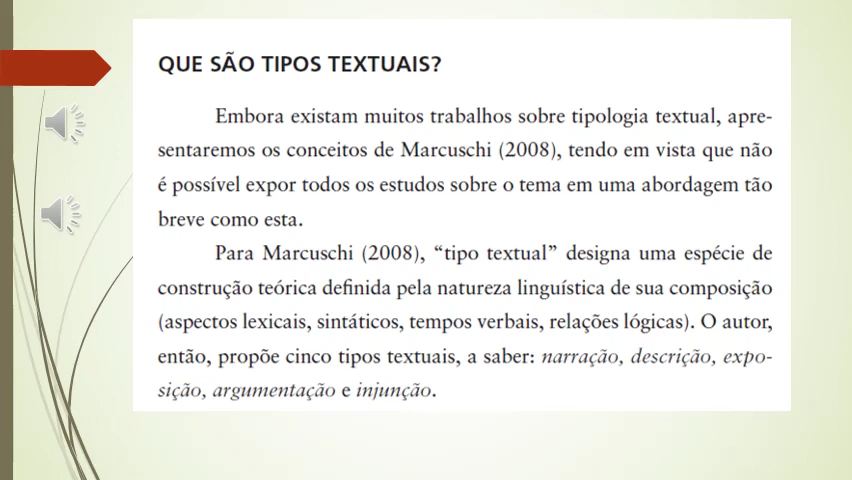 QUE SÃO TIPOS TEXTUAIS?
Embora existam muitos trabalhos sobre tipologia textual, apre-
sentaremos os conceitos de Marcuschi (2008), tendo em vista que não
é possível expor todos os estudos sobre o tema em uma abordagem tão
breve como esta.
Para Marcuschi (2008), “tipo textual” designa uma espécie de
construção teórica definida pela natureza linguística de sua composição
(aspectos lexicais, sintáticos, tempos verbais, relações lógicas). O autor,
então, propõe cinco tipos textuais, a saber: narração, descrição, expo-
sição, argumentação e injunção.